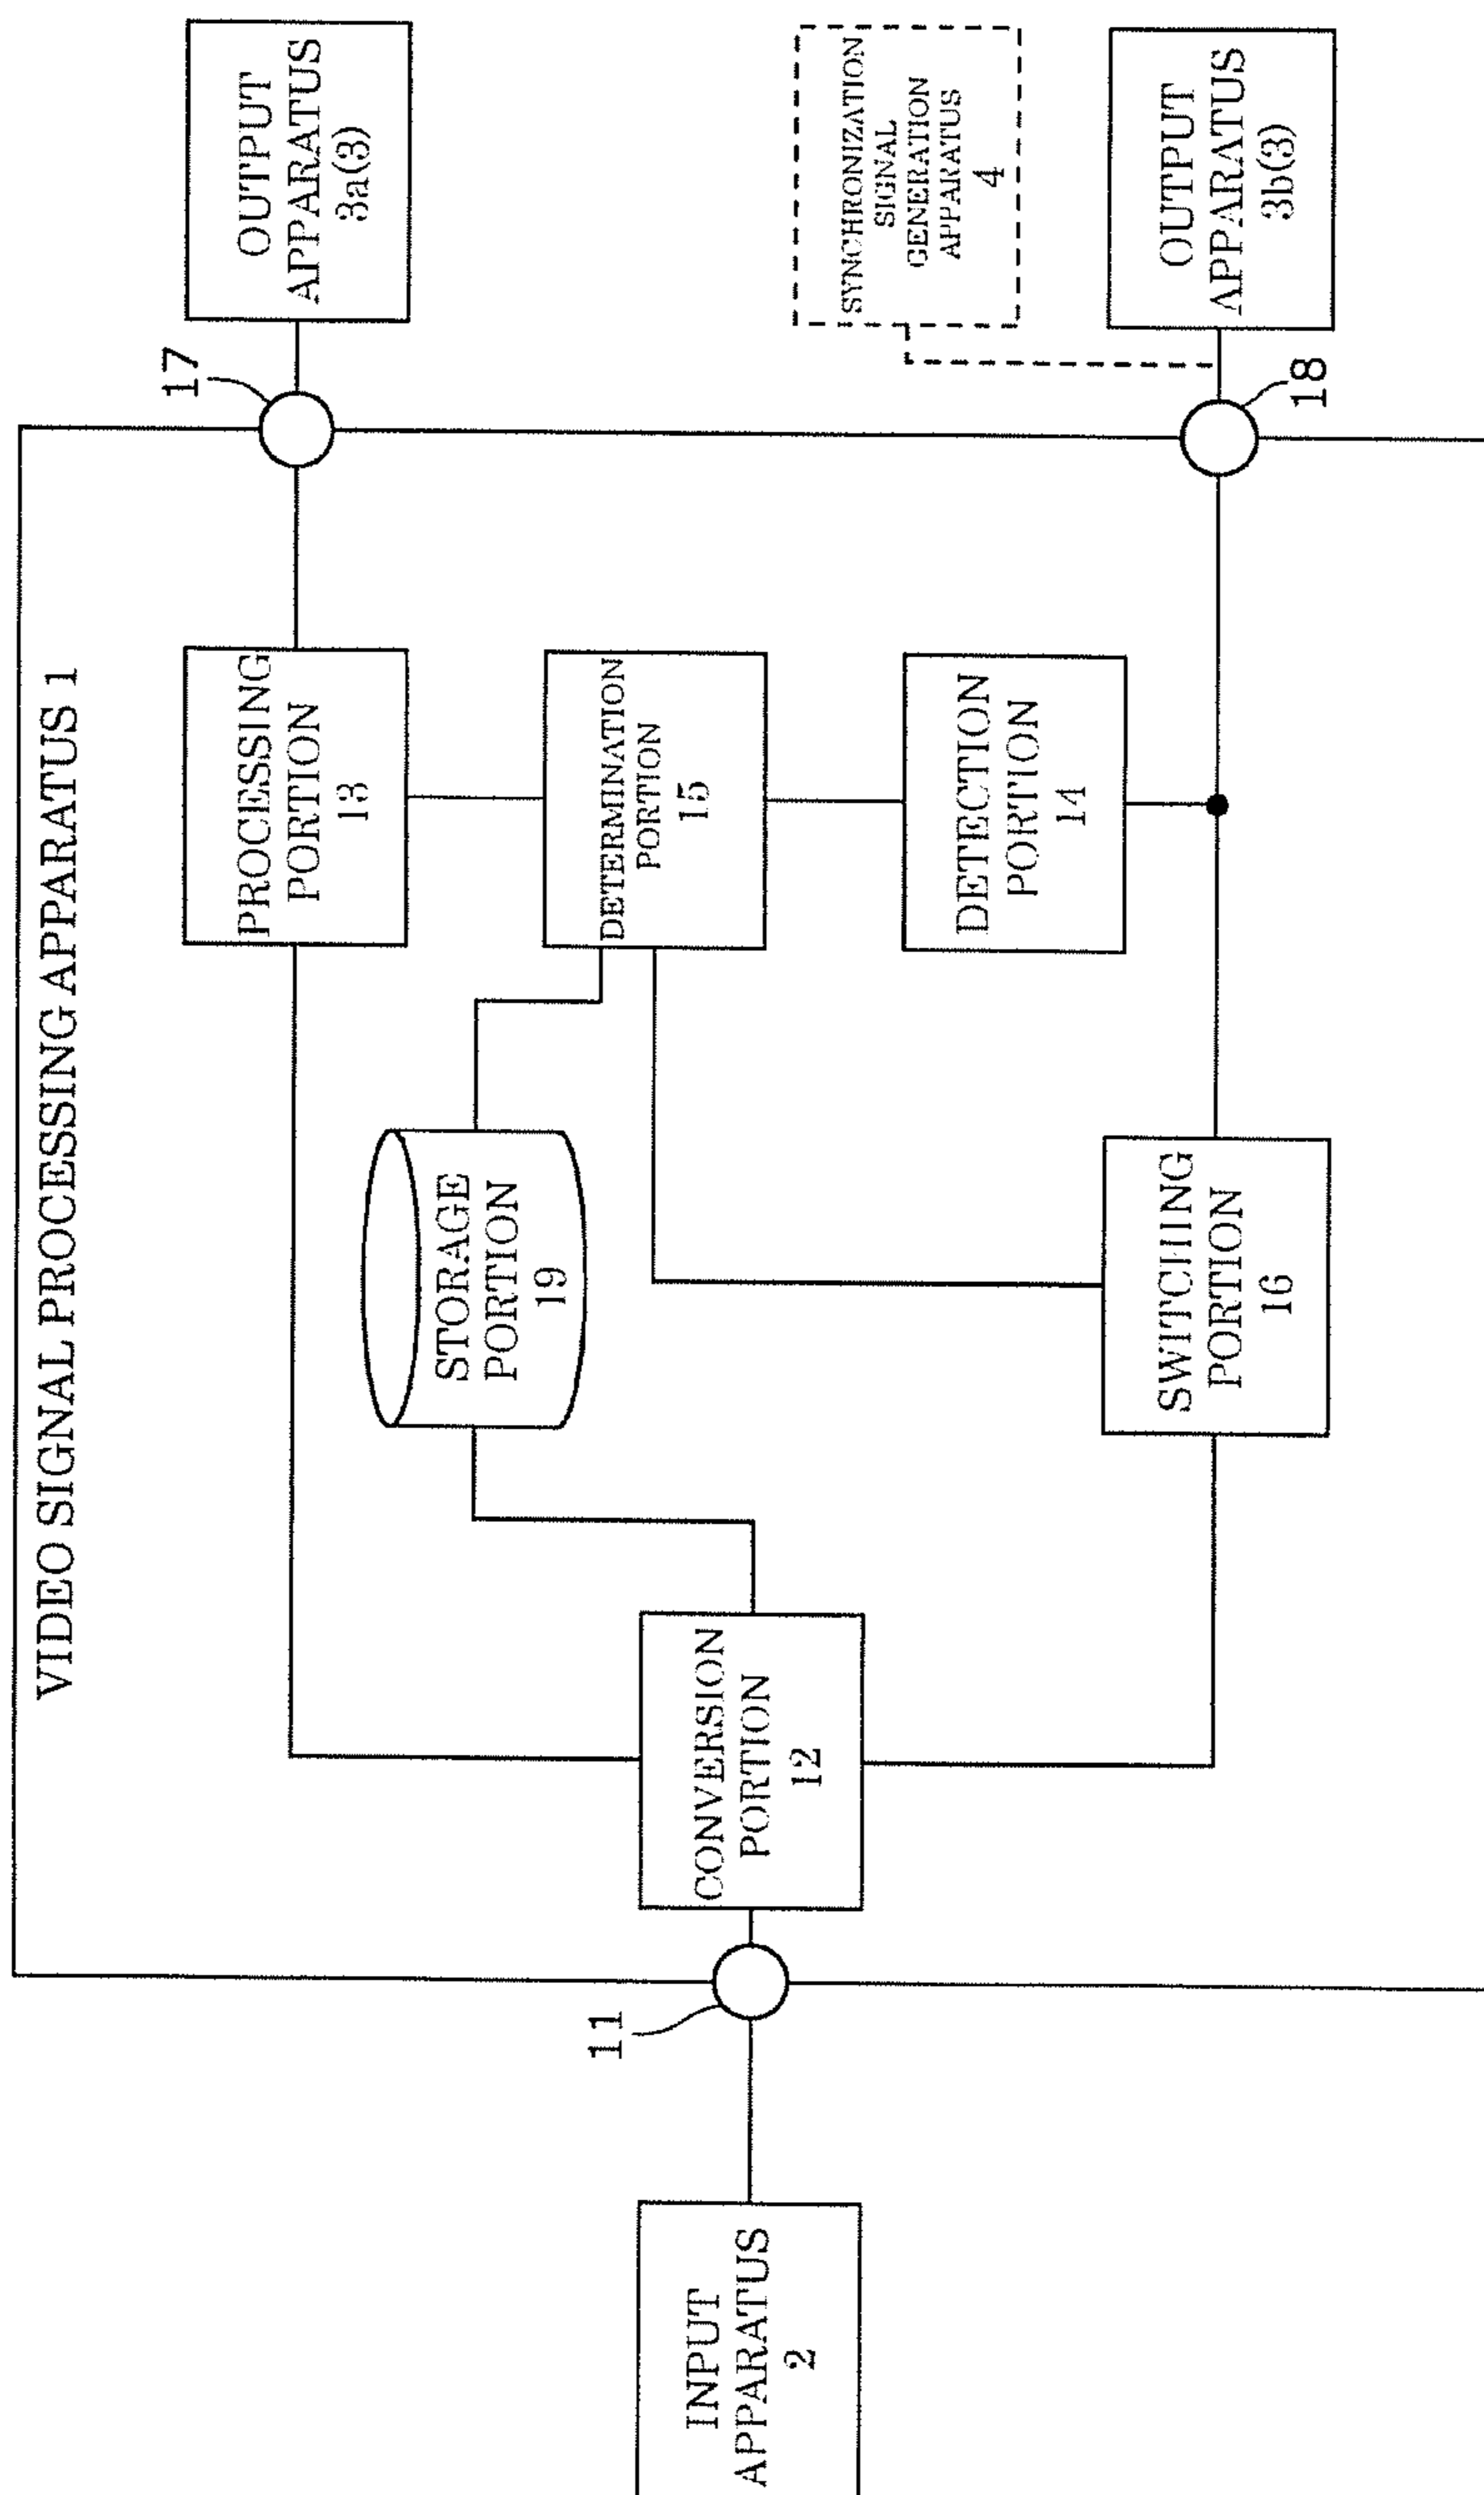 VIDEO SIGNAL PROCESSING APPARATUS 1
INPUT
APPARATUS
2
11
CONVERSION
PORTION
12
STORAGE
PORTION
19
SWITCHING
PORTION
16
PROCESSING
PORTION
13
DETERMINATION
PORTION
15
DETECTION
PORTION
14
17
18
OUTPUT
APPARATUS
3a(3)
SYNCHRONIZATION
SIGNAL
GENERATION
APPARATUS
4
OUTPUT
APPARATUS
3b(3)